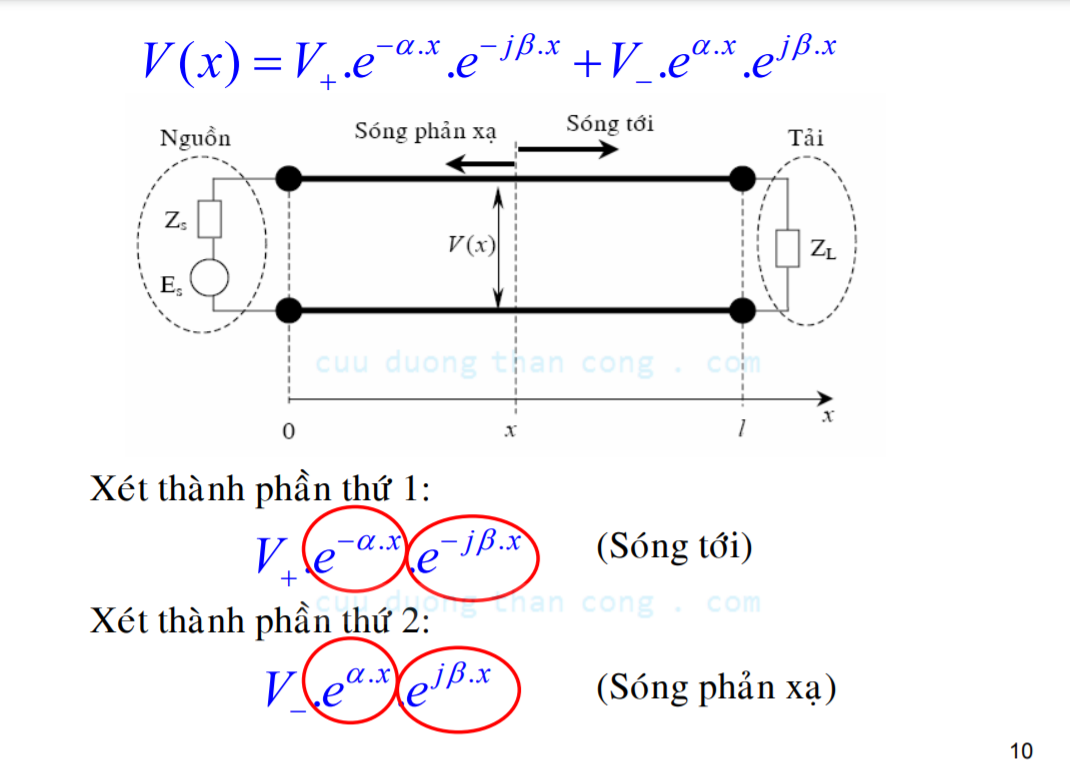 V(x) = V₊.e^{-α.x}.e^{-jβ.x} + V₋.e^{α.x}.e^{jβ.x}
Nguồn
Sóng phản xạ
Sóng tới
Tải
Zₛ
V(x)
Z_L
Eₛ
cuu duong than cong . com
0
x
l
x
Xét thành phần thứ 1:
V₊.e^{-α.x}.e^{-jβ.x} (Sóng tới)
cuu duong than cong . com
Xét thành phần thứ 2:
V₋.e^{α.x}.e^{jβ.x} (Sóng phản xạ)
10